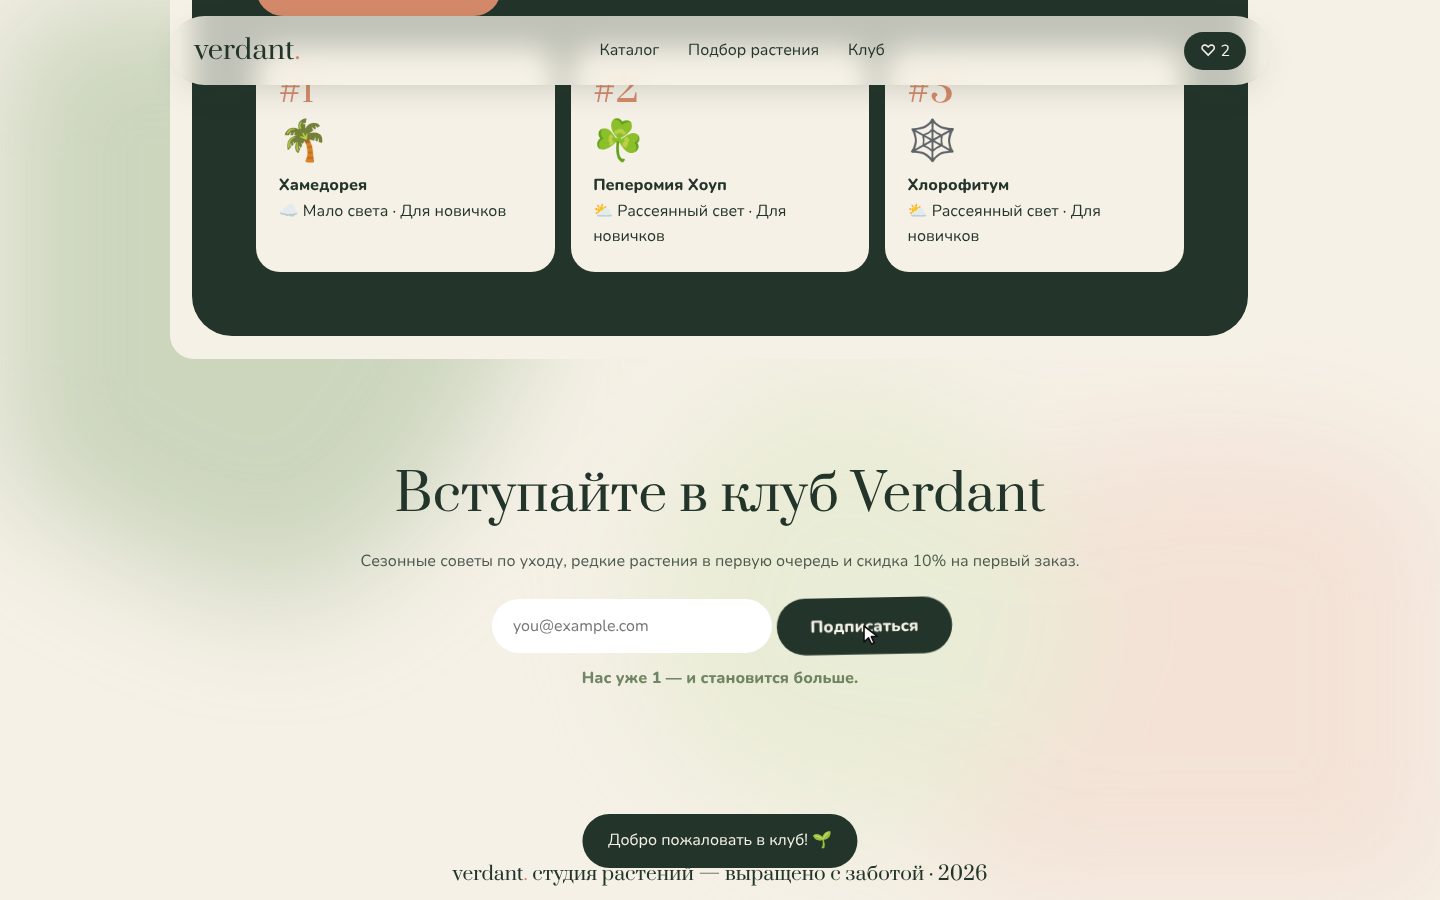 verdant.
Каталог
Подбор растения
Клуб
♡ 2
#1
Хамедорея
☁️ Мало света · Для новичков
#2
Пеперомия Хоуп
⛅ Рассеянный свет · Для
новичков
#3
Хлорофитум
⛅ Рассеянный свет · Для
новичков
Вступайте в клуб Verdant
Сезонные советы по уходу, редкие растения в первую очередь и скидка 10% на первый заказ.
you@example.com
Подписаться
Нас уже 1 — и становится больше.
Добро пожаловать в клуб! 🌱
verdant. студия растений — выращено с заботой · 2026